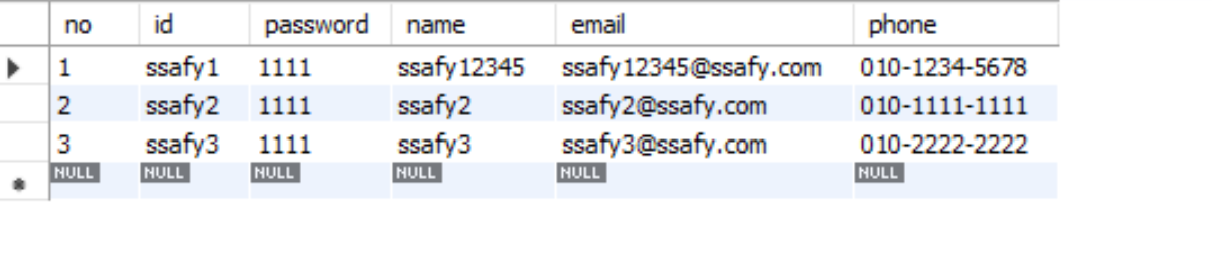 no id password name email phone
1 ssafy1 1111 ssafy12345 ssafy12345@ssafy.com 010-1234-5678
2 ssafy2 1111 ssafy2 ssafy2@ssafy.com 010-1111-1111
3 ssafy3 1111 ssafy3 ssafy3@ssafy.com 010-2222-2222
NULL NULL NULL NULL NULL NULL